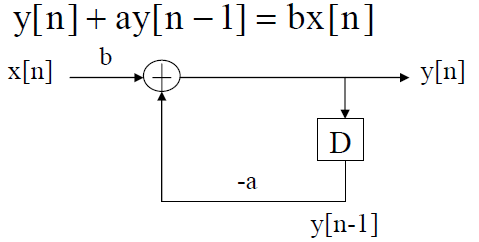 y[n] + ay[n − 1] = bx[n]
b
x[n]
y[n]
D
-a
y[n-1]